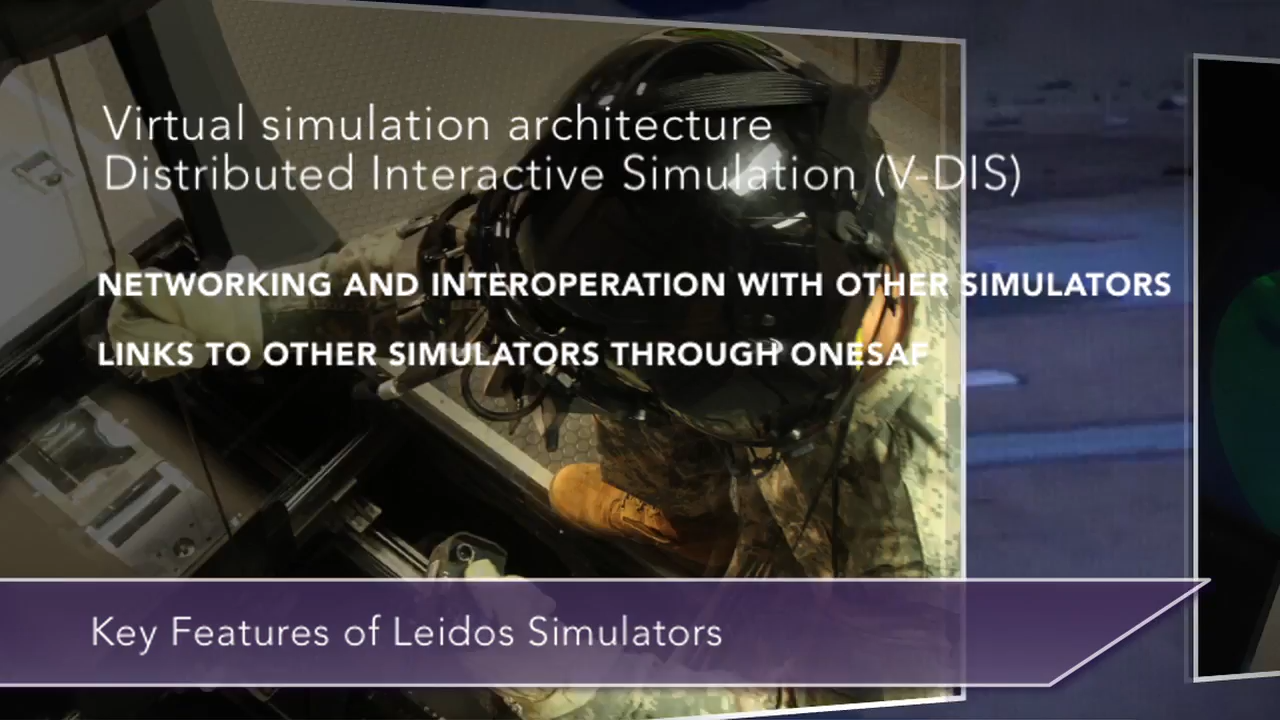 Virtual simulation architecture
Distributed Interactive Simulation (V-DIS)
NETWORKING AND INTEROPERATION WITH OTHER SIMULATORS
LINKS TO OTHER SIMULATORS THROUGH ONESAF
Key Features of Leidos Simulators